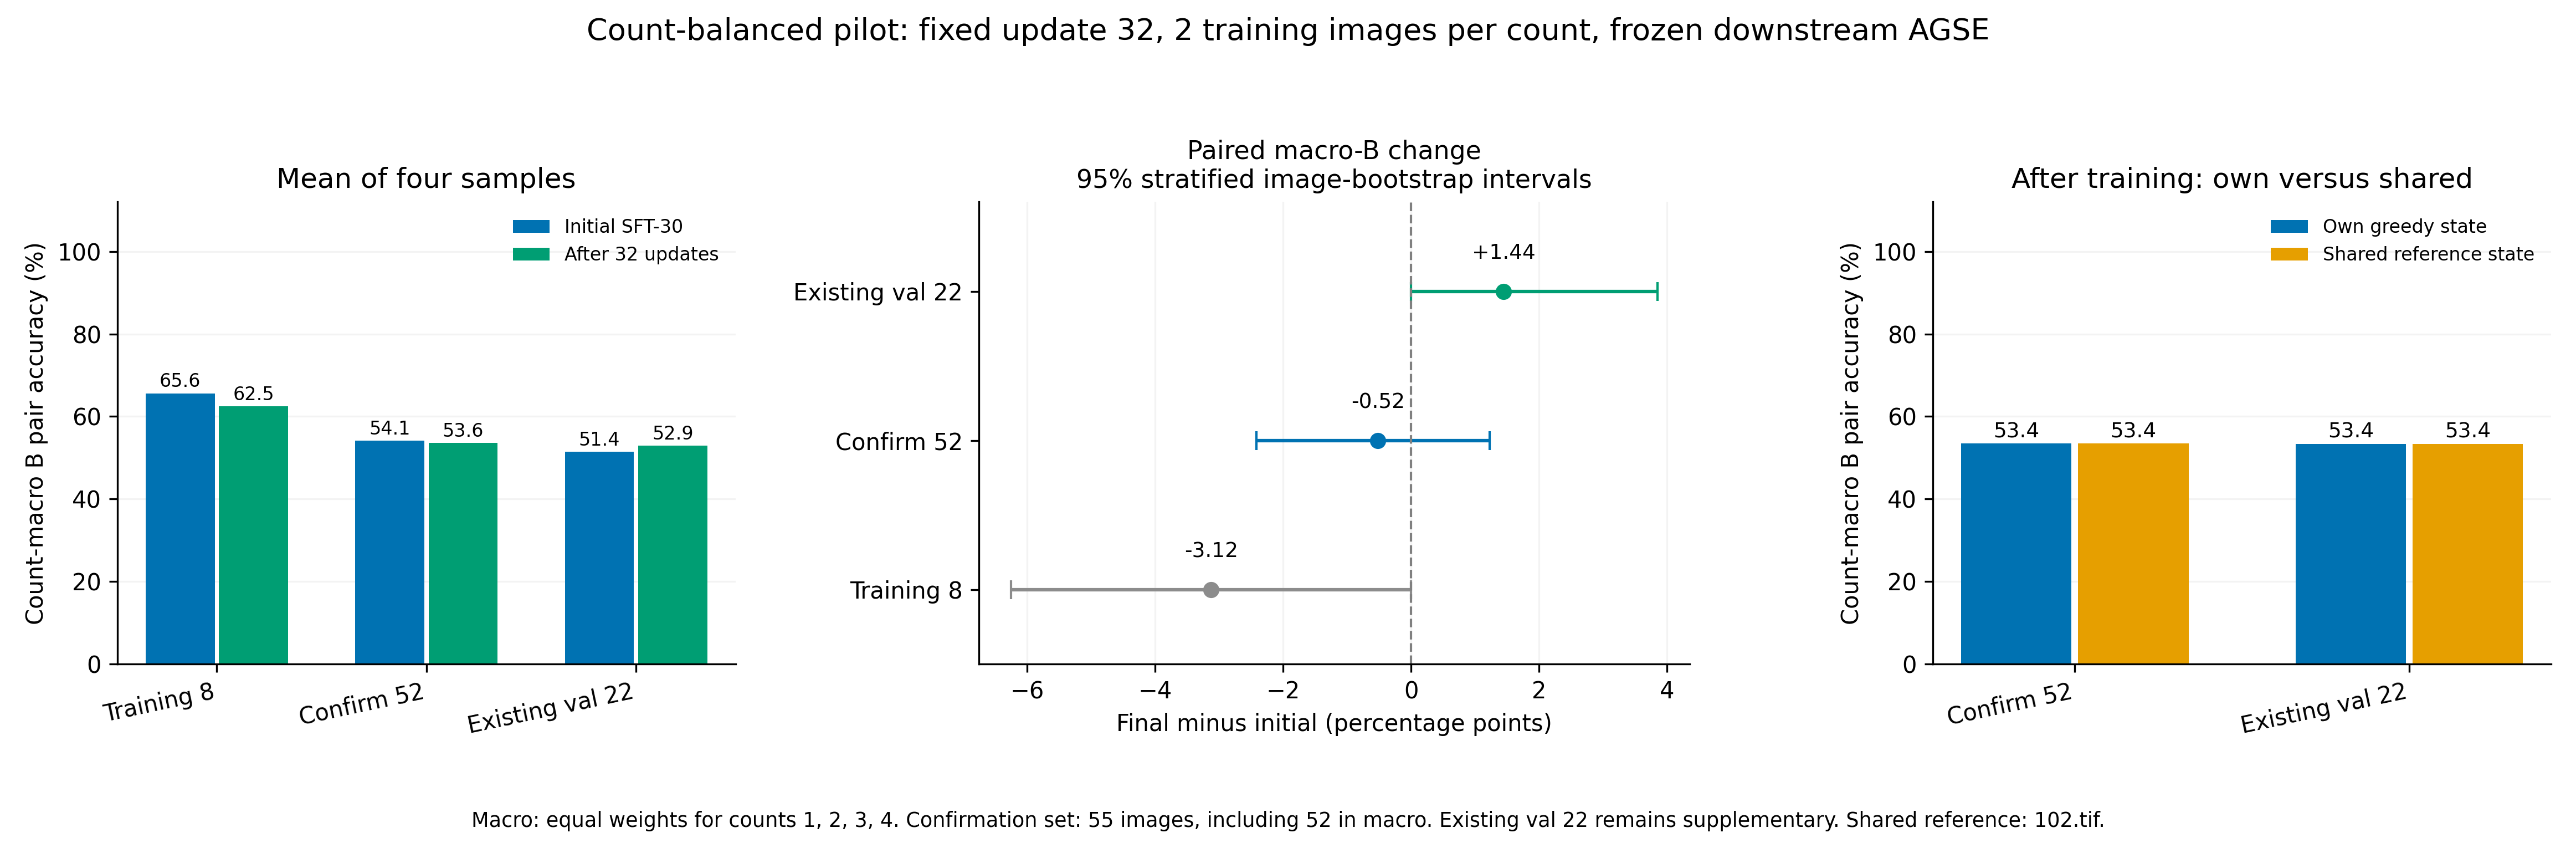 Count-balanced pilot: fixed update 32, 2 training images per count, frozen downstream AGSE
Mean of four samples
Count-macro B pair accuracy (%)
100
80
60
40
20
0
Initial SFT-30
After 32 updates
65.6
62.5
54.1
53.6
51.4
52.9
Training 8
Confirm 52
Existing val 22
Paired macro-B change
95% stratified image-bootstrap intervals
Existing val 22
Confirm 52
Training 8
+1.44
-0.52
-3.12
−6
−4
−2
0
2
4
Final minus initial (percentage points)
After training: own versus shared
Count-macro B pair accuracy (%)
100
80
60
40
20
0
Own greedy state
Shared reference state
53.4
53.4
53.4
53.4
Confirm 52
Existing val 22
Macro: equal weights for counts 1, 2, 3, 4. Confirmation set: 55 images, including 52 in macro. Existing val 22 remains supplementary. Shared reference: 102.tif.